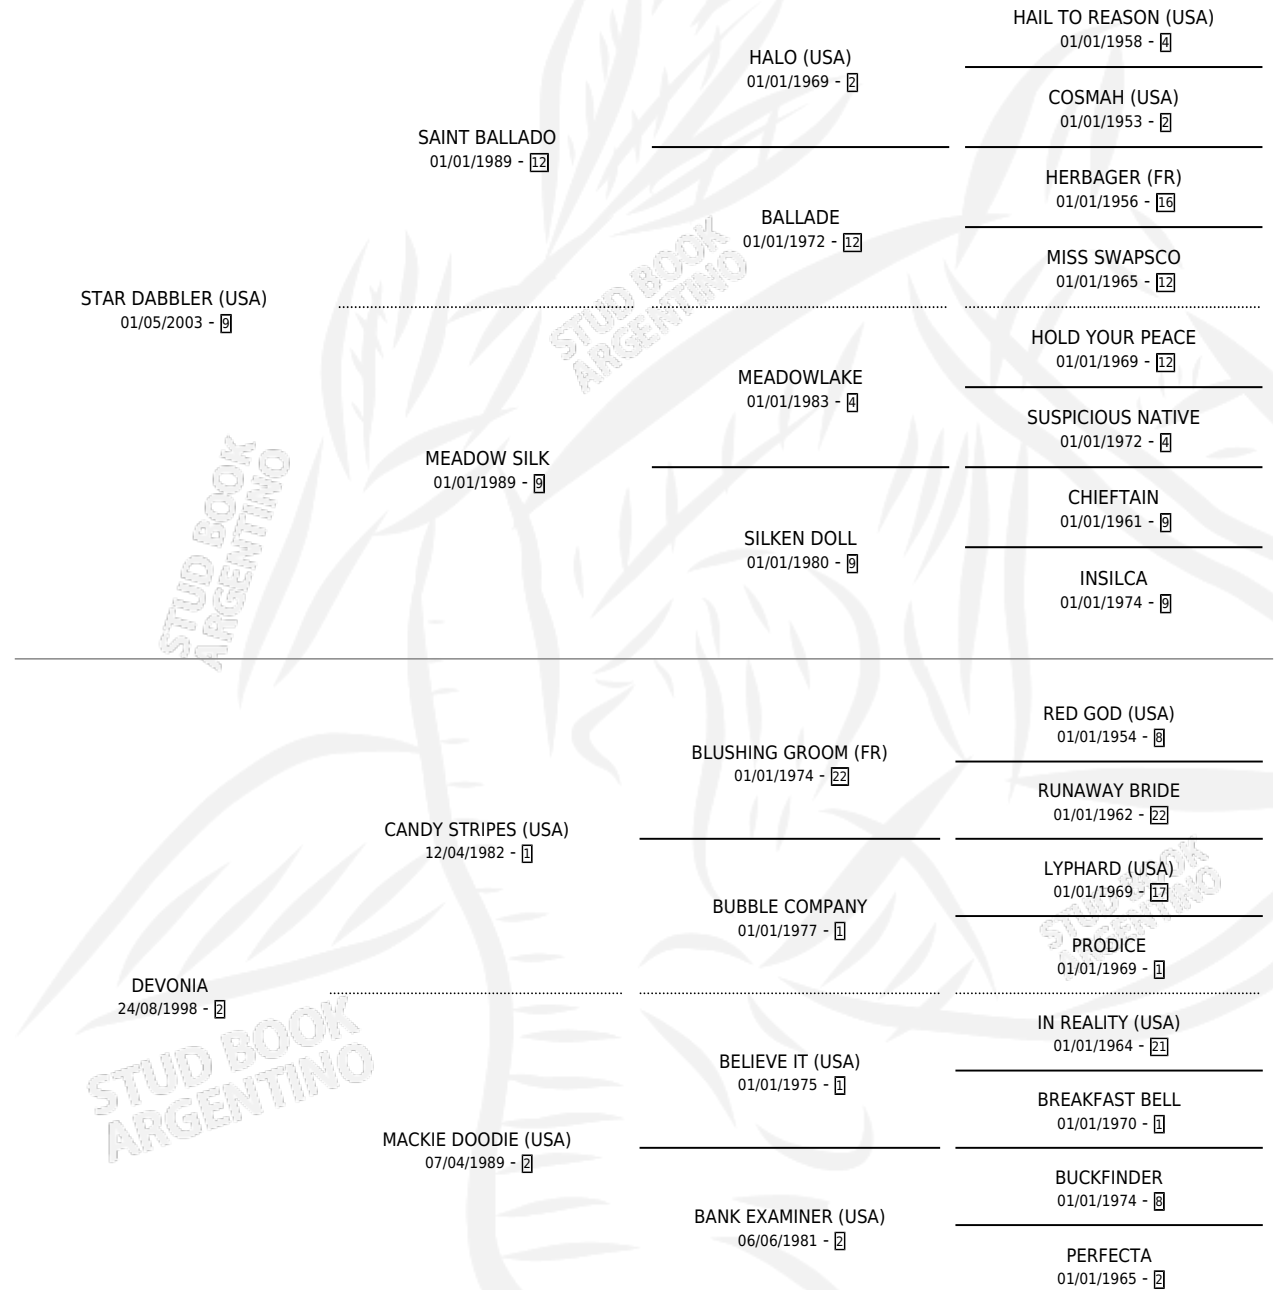 HAIL TO REASON (USA)
01/01/1958 - 4
HALO (USA)
01/01/1969 - 2
COSMAH (USA)
01/01/1953 - 2
SAINT BALLADO
01/01/1989 - 12
HERBAGER (FR)
01/01/1956 - 16
BALLADE
01/01/1972 - 12
MISS SWAPSCO
01/01/1965 - 12
STAR DABBLER (USA)
01/05/2003 - 9
HOLD YOUR PEACE
01/01/1969 - 12
MEADOWLAKE
01/01/1983 - 4
SUSPICIOUS NATIVE
01/01/1972 - 4
MEADOW SILK
01/01/1989 - 9
CHIEFTAIN
01/01/1961 - 9
SILKEN DOLL
01/01/1980 - 9
INSILCA
01/01/1974 - 9
RED GOD (USA)
01/01/1954 - 8
BLUSHING GROOM (FR)
01/01/1974 - 22
RUNAWAY BRIDE
01/01/1962 - 22
CANDY STRIPES (USA)
12/04/1982 - 1
LYPHARD (USA)
01/01/1969 - 17
BUBBLE COMPANY
01/01/1977 - 1
PRODICE
01/01/1969 - 1
DEVONIA
24/08/1998 - 2
IN REALITY (USA)
01/01/1964 - 21
BELIEVE IT (USA)
01/01/1975 - 1
BREAKFAST BELL
01/01/1970 - 1
MACKIE DOODIE (USA)
07/04/1989 - 2
BUCKFINDER
01/01/1974 - 8
BANK EXAMINER (USA)
06/06/1981 - 2
PERFECTA
01/01/1965 - 2
STUD BOOK
ARGENTINO
STUD BOOK
ARGENTINO
STUD BOOK
ARGENTINO
STUD BOOK
ARGENTINO